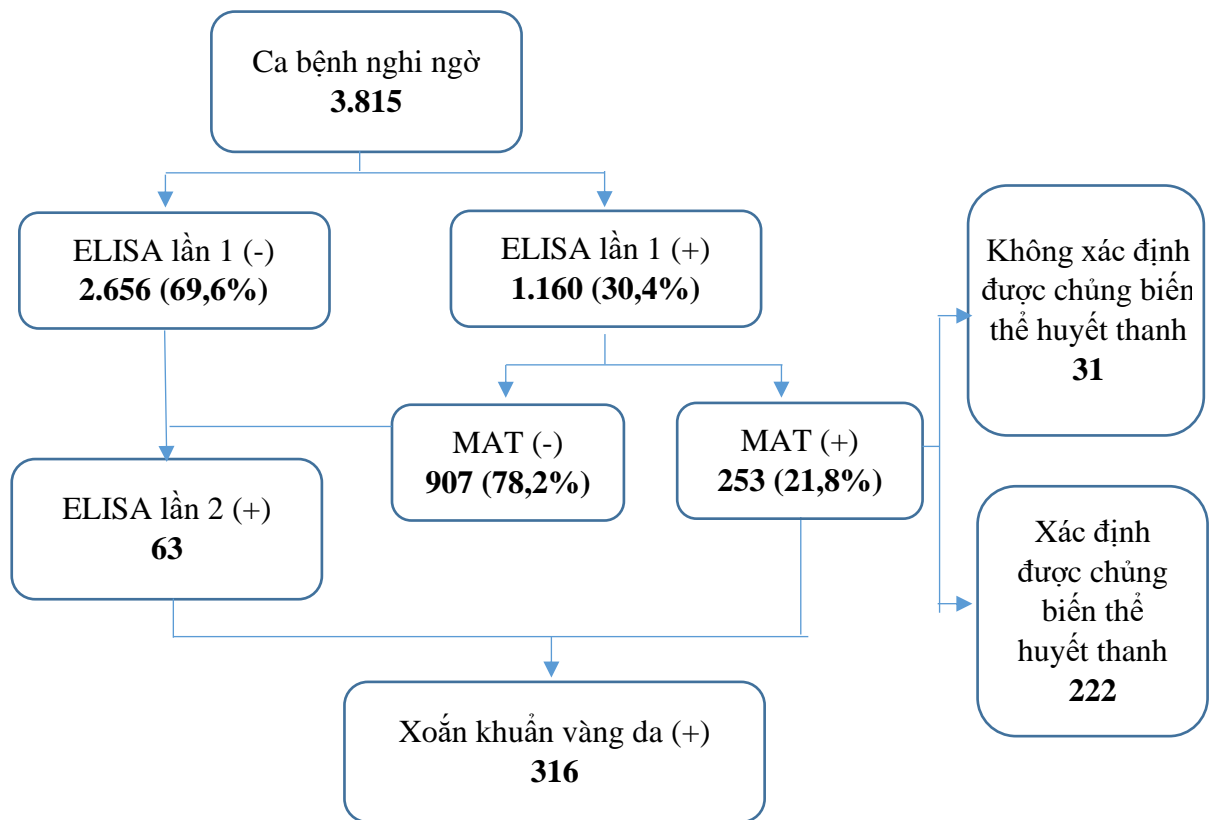 Ca bệnh nghi ngờ
3.815
ELISA lần 1 (-)
2.656 (69,6%)
ELISA lần 1 (+)
1.160 (30,4%)
Không xác định
được chủng biến
thể huyết thanh
31
MAT (-)
907 (78,2%)
MAT (+)
253 (21,8%)
ELISA lần 2 (+)
63
Xác định
được chủng
biến thể
huyết thanh
222
Xoắn khuẩn vàng da (+)
316